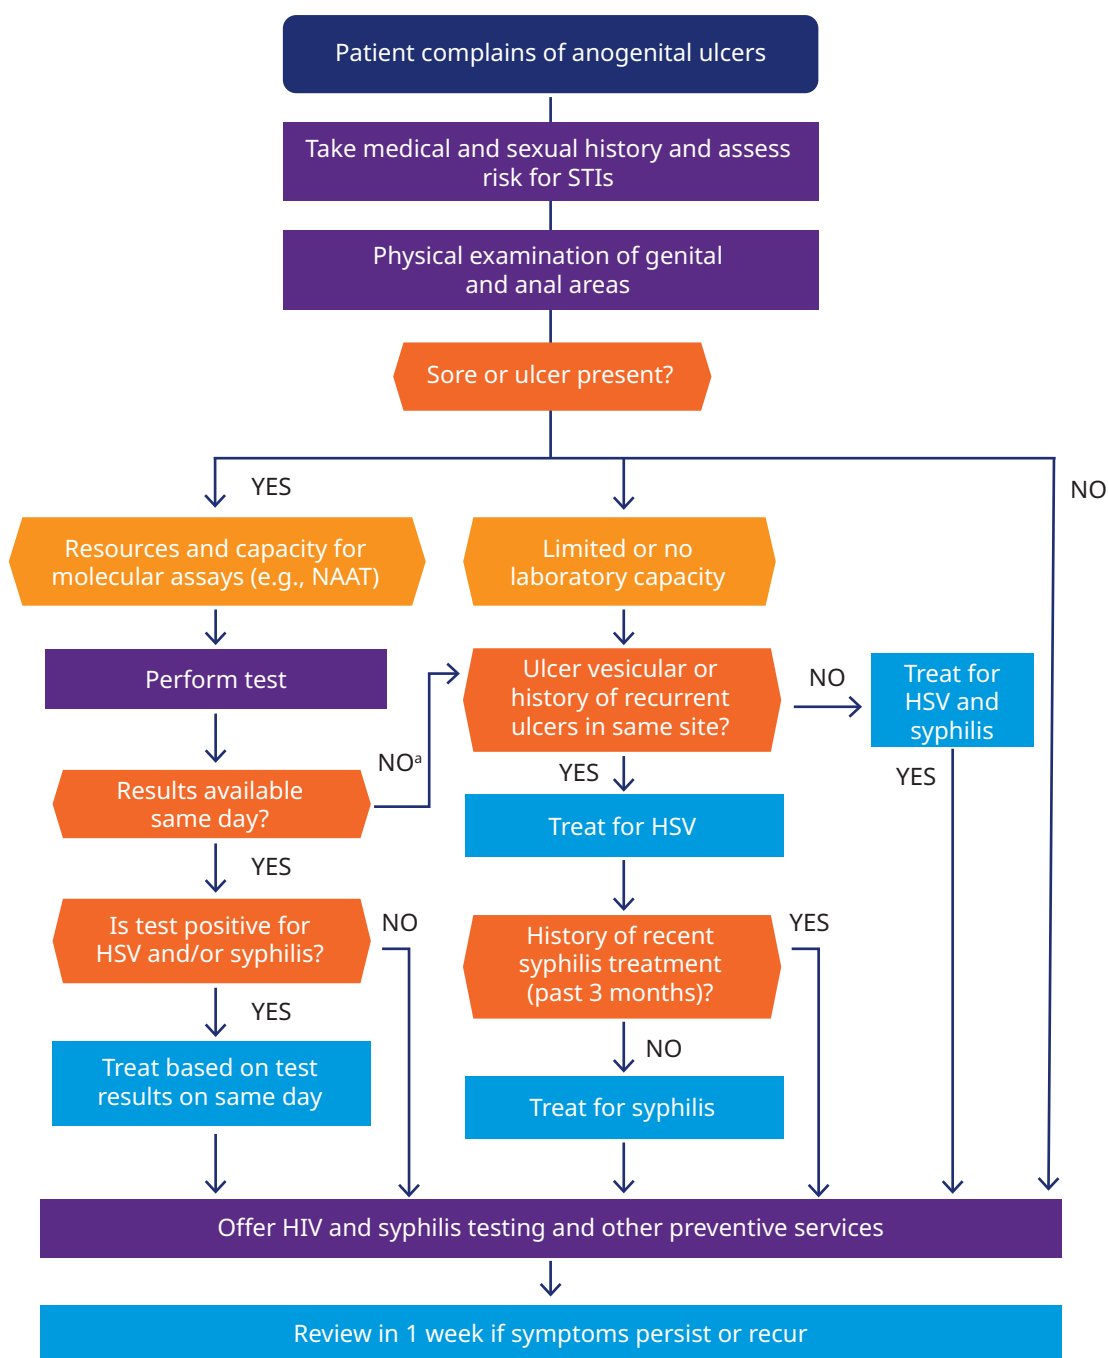 Patient complains of anogenital ulcers
Take medical and sexual history and assess
risk for STIs
Physical examination of genital
and anal areas
Sore or ulcer present?
YES
NO
Resources and capacity for
molecular assays (e.g., NAAT)
Limited or no
laboratory capacity
Perform test
Ulcer vesicular or
history of recurrent
ulcers in same site?
NO
Treat for
HSV and
syphilis
NOᵃ
YES
YES
Results available
same day?
Treat for HSV
YES
Is test positive for
HSV and/or syphilis?
NO
History of recent
syphilis treatment
(past 3 months)?
YES
YES
NO
Treat based on test
results on same day
Treat for syphilis
Offer HIV and syphilis testing and other preventive services
Review in 1 week if symptoms persist or recur